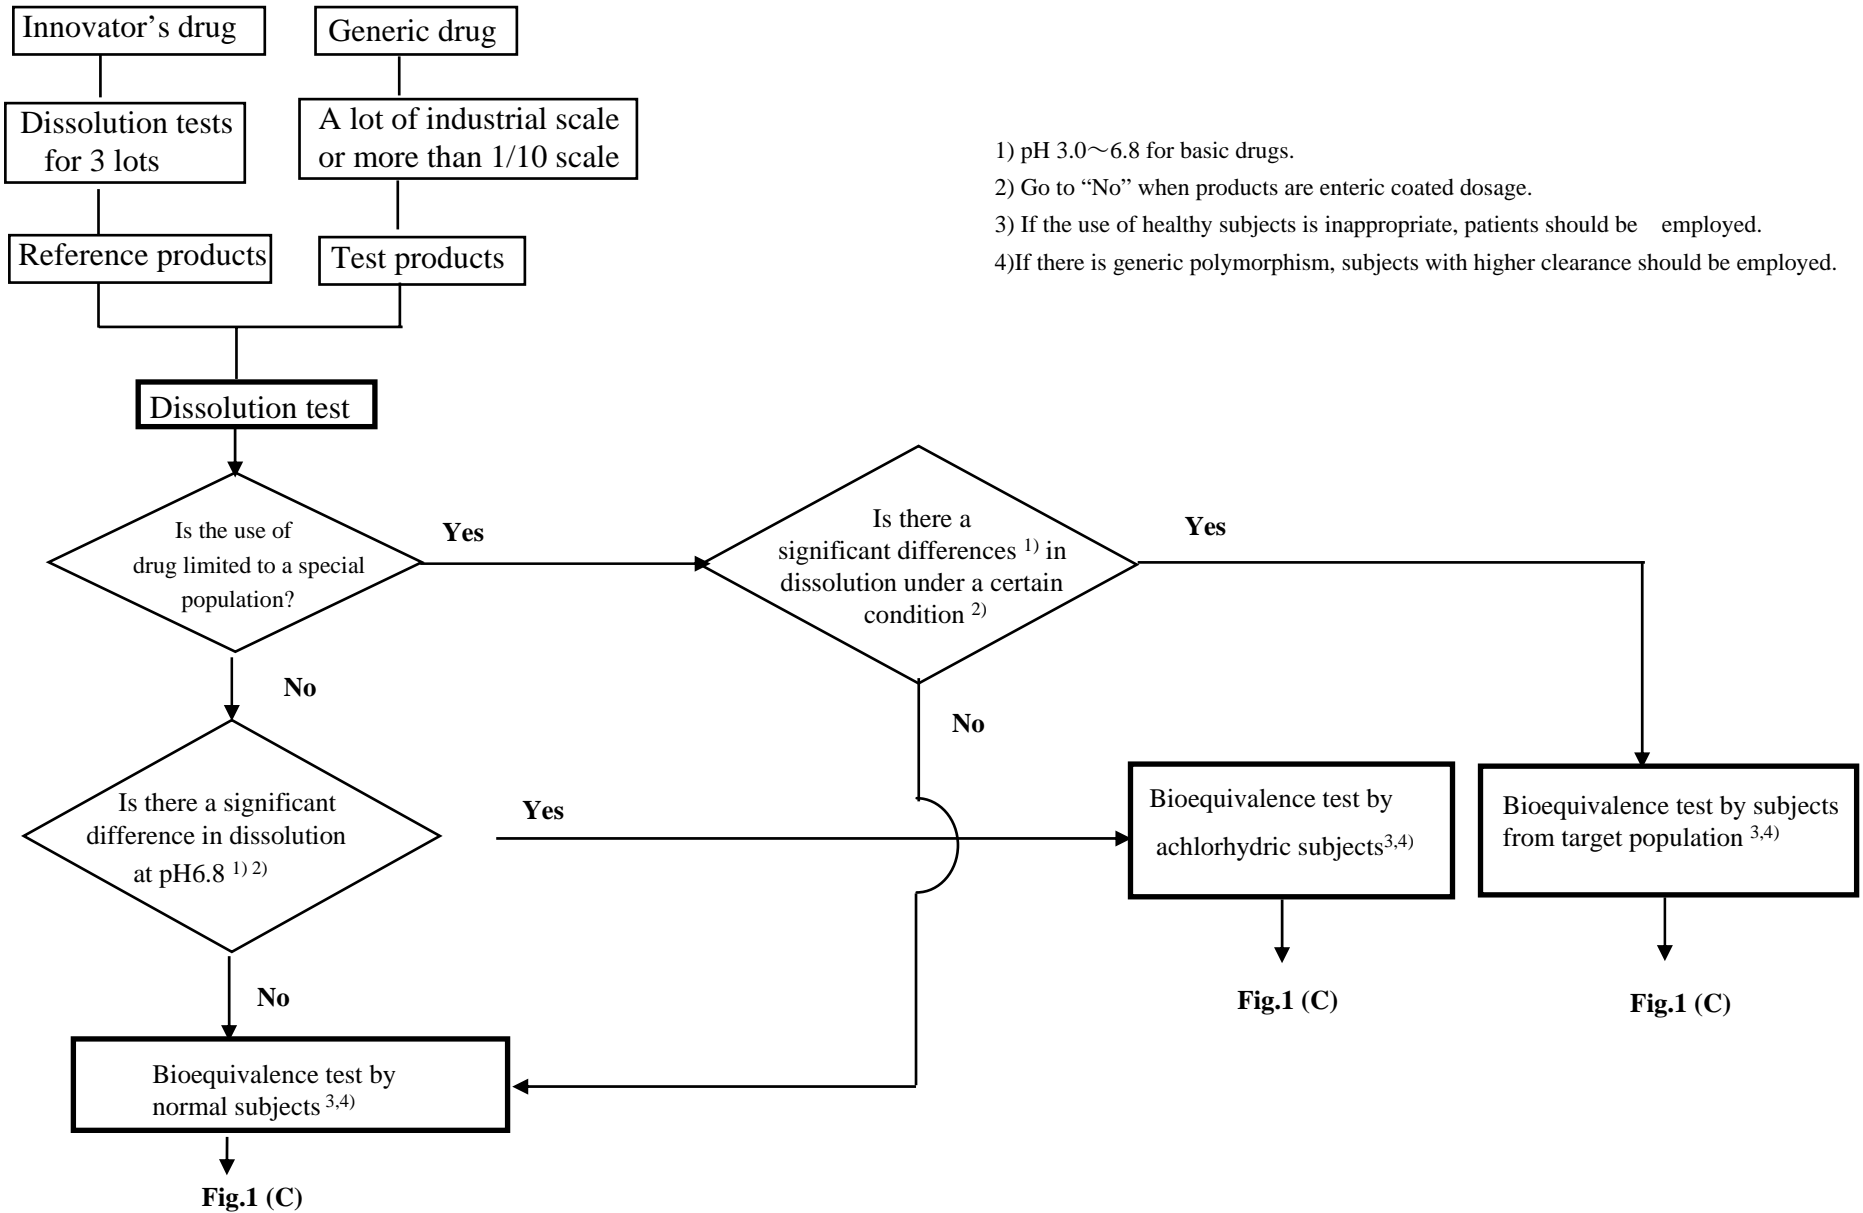 Innovator’s drug
Generic drug
Dissolution tests
for 3 lots
A lot of industrial scale
or more than 1/10 scale
1) pH 3.0～6.8 for basic drugs.
2) Go to “No” when products are enteric coated dosage.
3) If the use of healthy subjects is inappropriate, patients should be employed.
4)If there is generic polymorphism, subjects with higher clearance should be employed.
Reference products
Test products
Dissolution test
Is the use of
drug limited to a special
population?
Yes
Is there a
significant differences 1) in
dissolution under a certain
condition 2)
Yes
No
No
Is there a significant
difference in dissolution
at pH6.8 1) 2)
Yes
Bioequivalence test by
achlorhydric subjects3,4)
Bioequivalence test by subjects
from target population 3,4)
No
Fig.1 (C)
Fig.1 (C)
Bioequivalence test by
normal subjects 3,4)
Fig.1 (C)